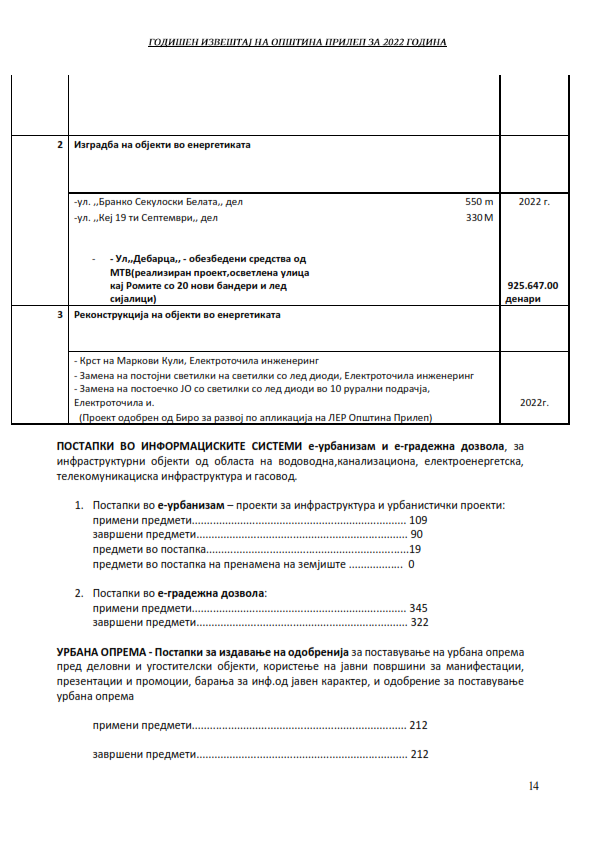 ГОДИШЕН ИЗВЕШТАЈ НА ОПШТИНА ПРИЛЕП ЗА 2022 ГОДИНА
2 Изградба на објекти во енергетиката
-ул. ,,Бранко Секулоски Белата,, дел 550 m 2022 г.
-ул. ,,Кеј 19 ти Септември,, дел 330М
- - Ул,,Дебарца,, - обезбедени средства од
МТВ(реализиран проект,осветлена улица
кај Ромите со 20 нови бандери и лед 925.647.00
сијалици) денари
3 Реконструкција на објекти во енергетиката
- Крст на Маркови Кули, Електроточила инженеринг
- Замена на постојни светилки на светилки со лед диоди, Електроточила инженеринг
- Замена на постоечко ЈО со светилки со лед диоди во 10 рурални подрачја,
Електроточила и. 2022г.
(Проект одобрен од Биро за развој по апликација на ЛЕР Општина Прилеп)
ПОСТАПКИ ВО ИНФОРМАЦИСКИТЕ СИСТЕМИ е-урбанизам и е-градежна дозвола, за
инфраструктурни објекти од областа на водоводна,канализациона, електроенергетска,
телекомуникациска инфраструктура и гасовод.
1. Постапки во е-урбанизам – проекти за инфраструктура и урбанистички проекти:
примени предмети....................................................................... 109
завршени предмети...................................................................... 90
предмети во постапка...................................................................19
предмети во постапка на пренамена на земјиште .................. 0
2. Постапки во е-градежна дозвола:
примени предмети....................................................................... 345
завршени предмети...................................................................... 322
УРБАНА ОПРЕМА - Постапки за издавање на одобренија за поставување на урбана опрема
пред деловни и угостителски објекти, користење на јавни површини за манифестации,
презентации и промоции, барања за инф.од јавен карактер, и одобрение за поставување
урбана опрема
примени предмети....................................................................... 212
завршени предмети...................................................................... 212
14